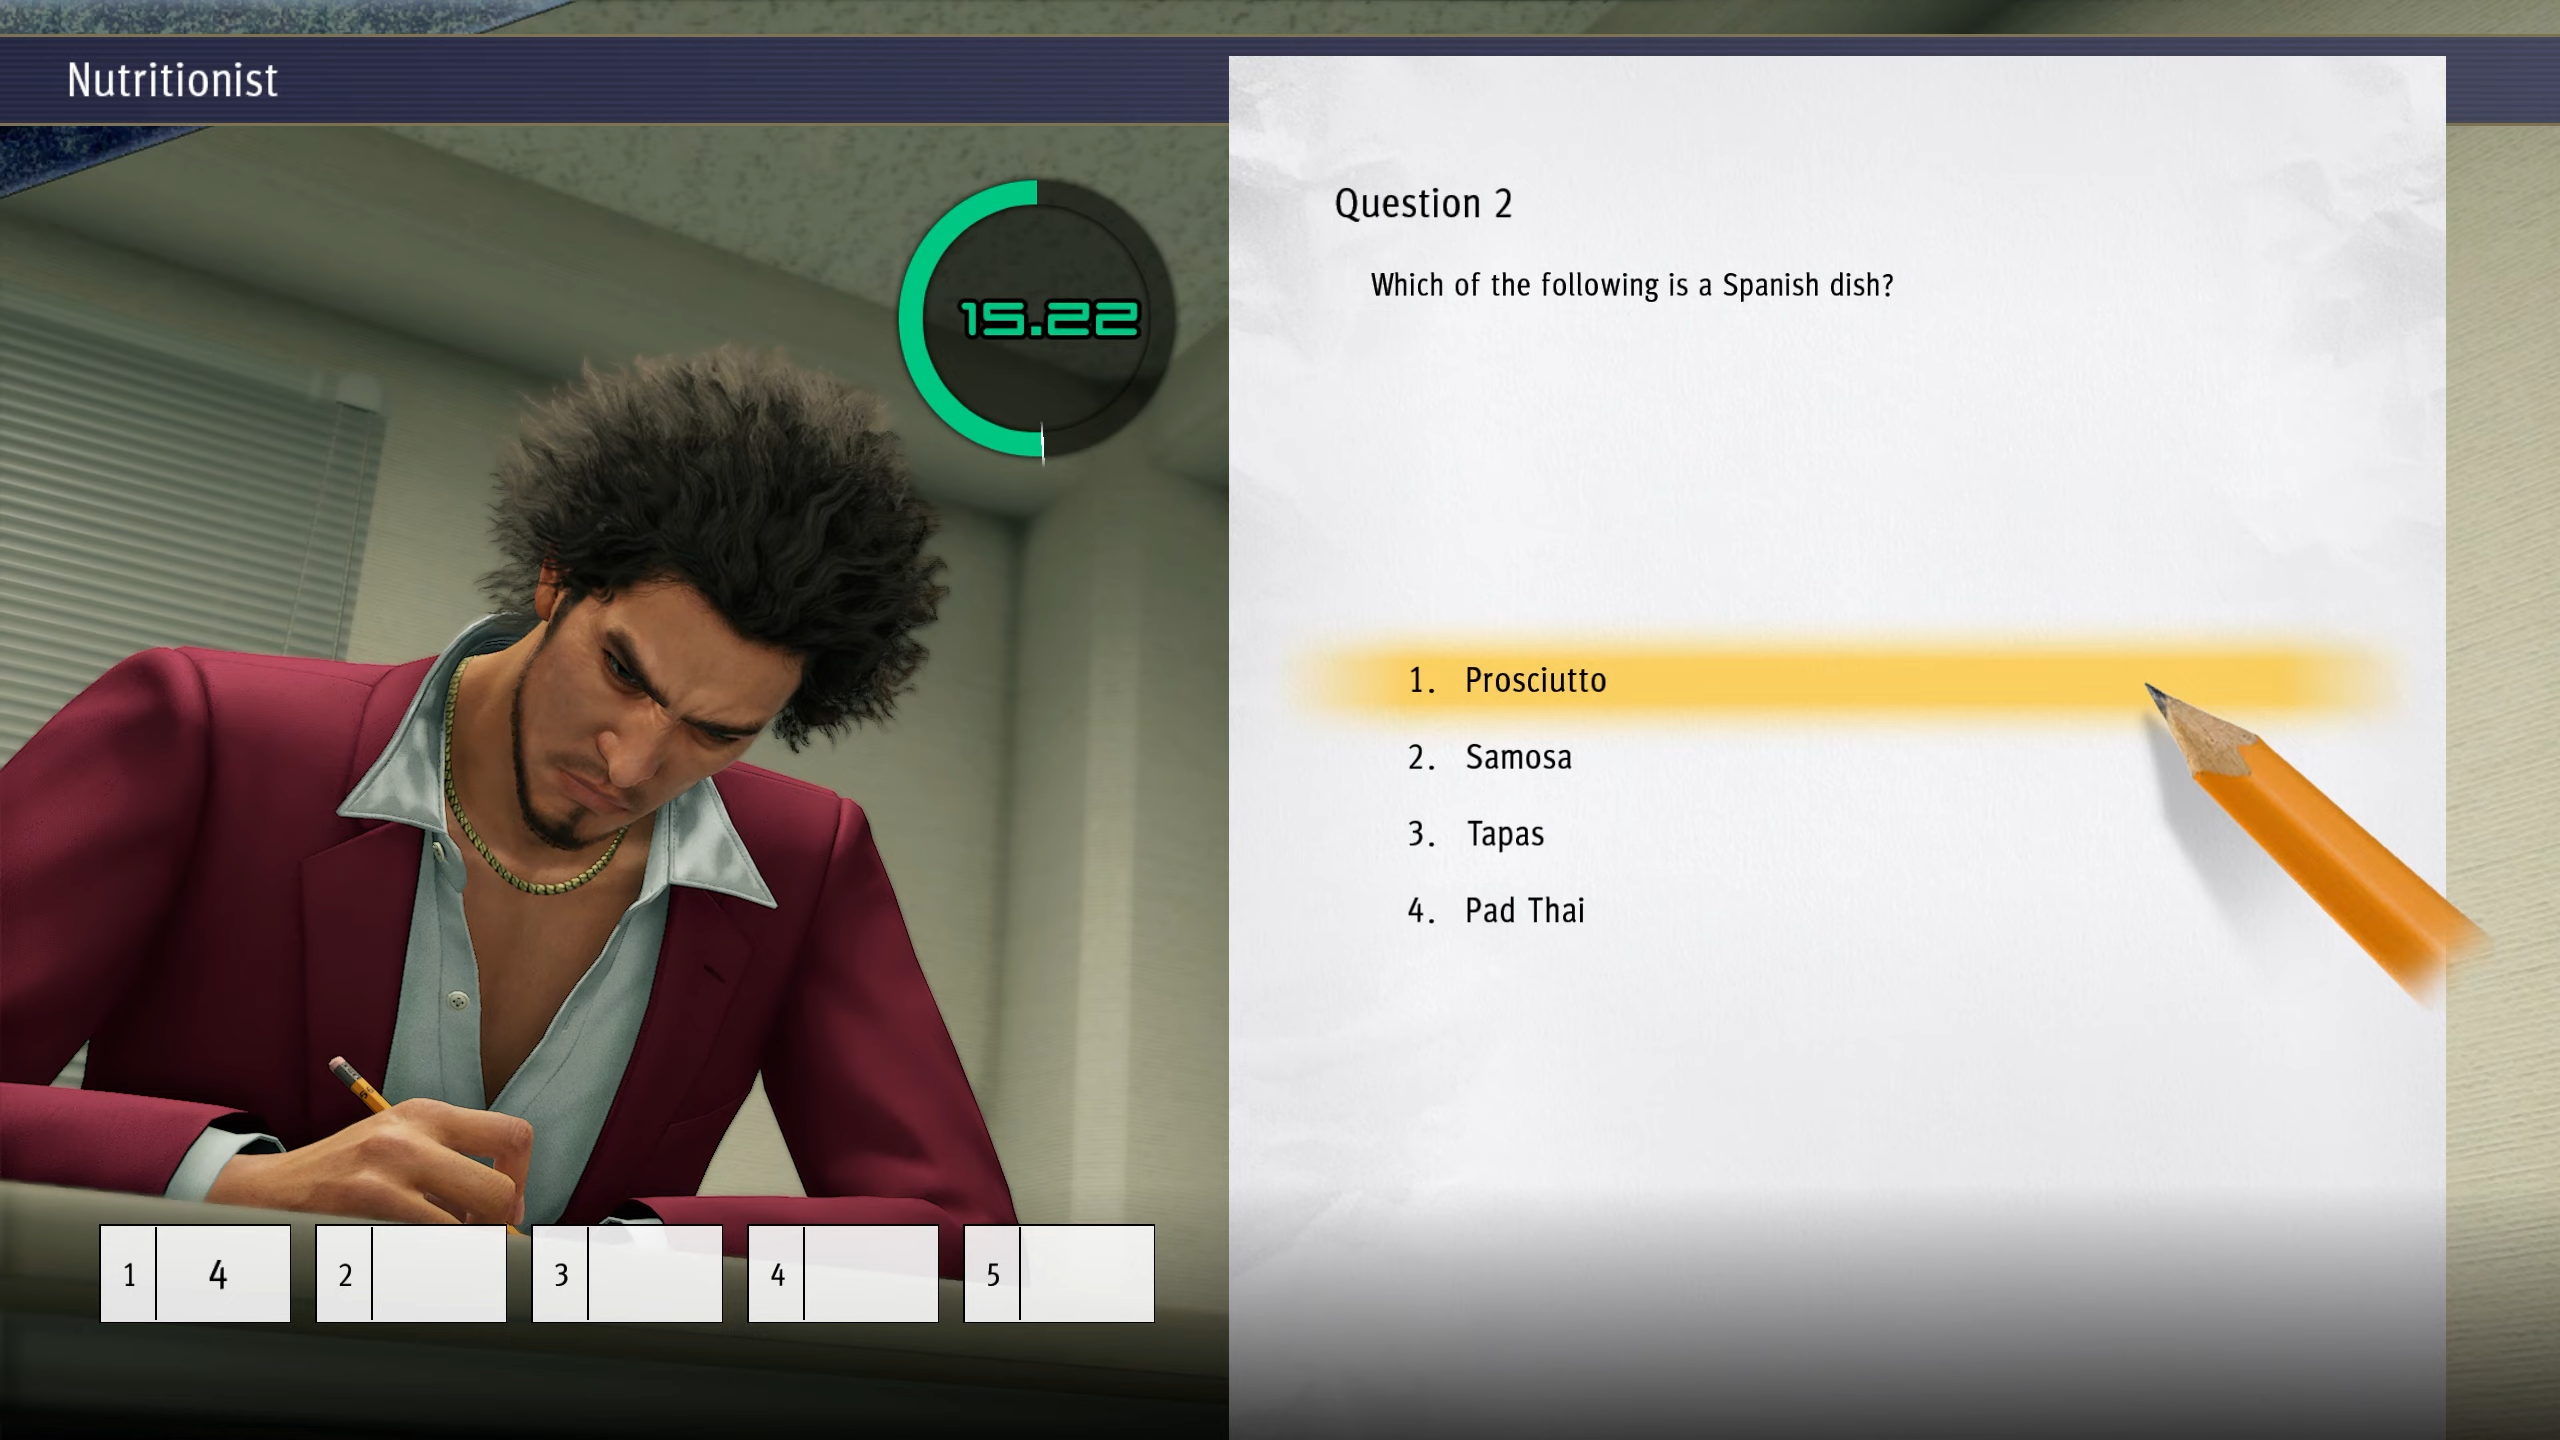 Nutritionist
15.22
Question 2
Which of the following is a Spanish dish?
1. Prosciutto
2. Samosa
3. Tapas
4. Pad Thai
1 4 2 3 4 5